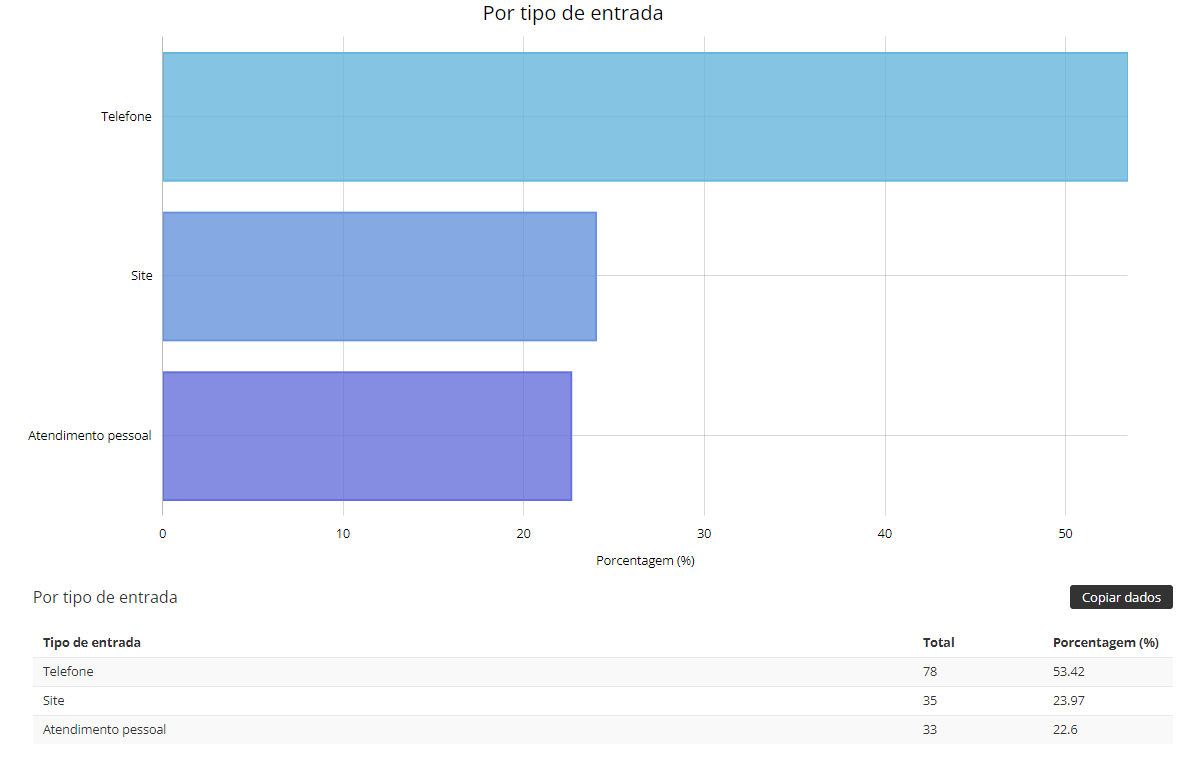 Por tipo de entrada
Telefone
Site
Atendimento pessoal
0 10 20 30 40 50
Porcentagem (%)
Por tipo de entrada Copiar dados
Tipo de entrada Total Porcentagem (%)
Telefone 78 53.42
Site 35 23.97
Atendimento pessoal 33 22.6